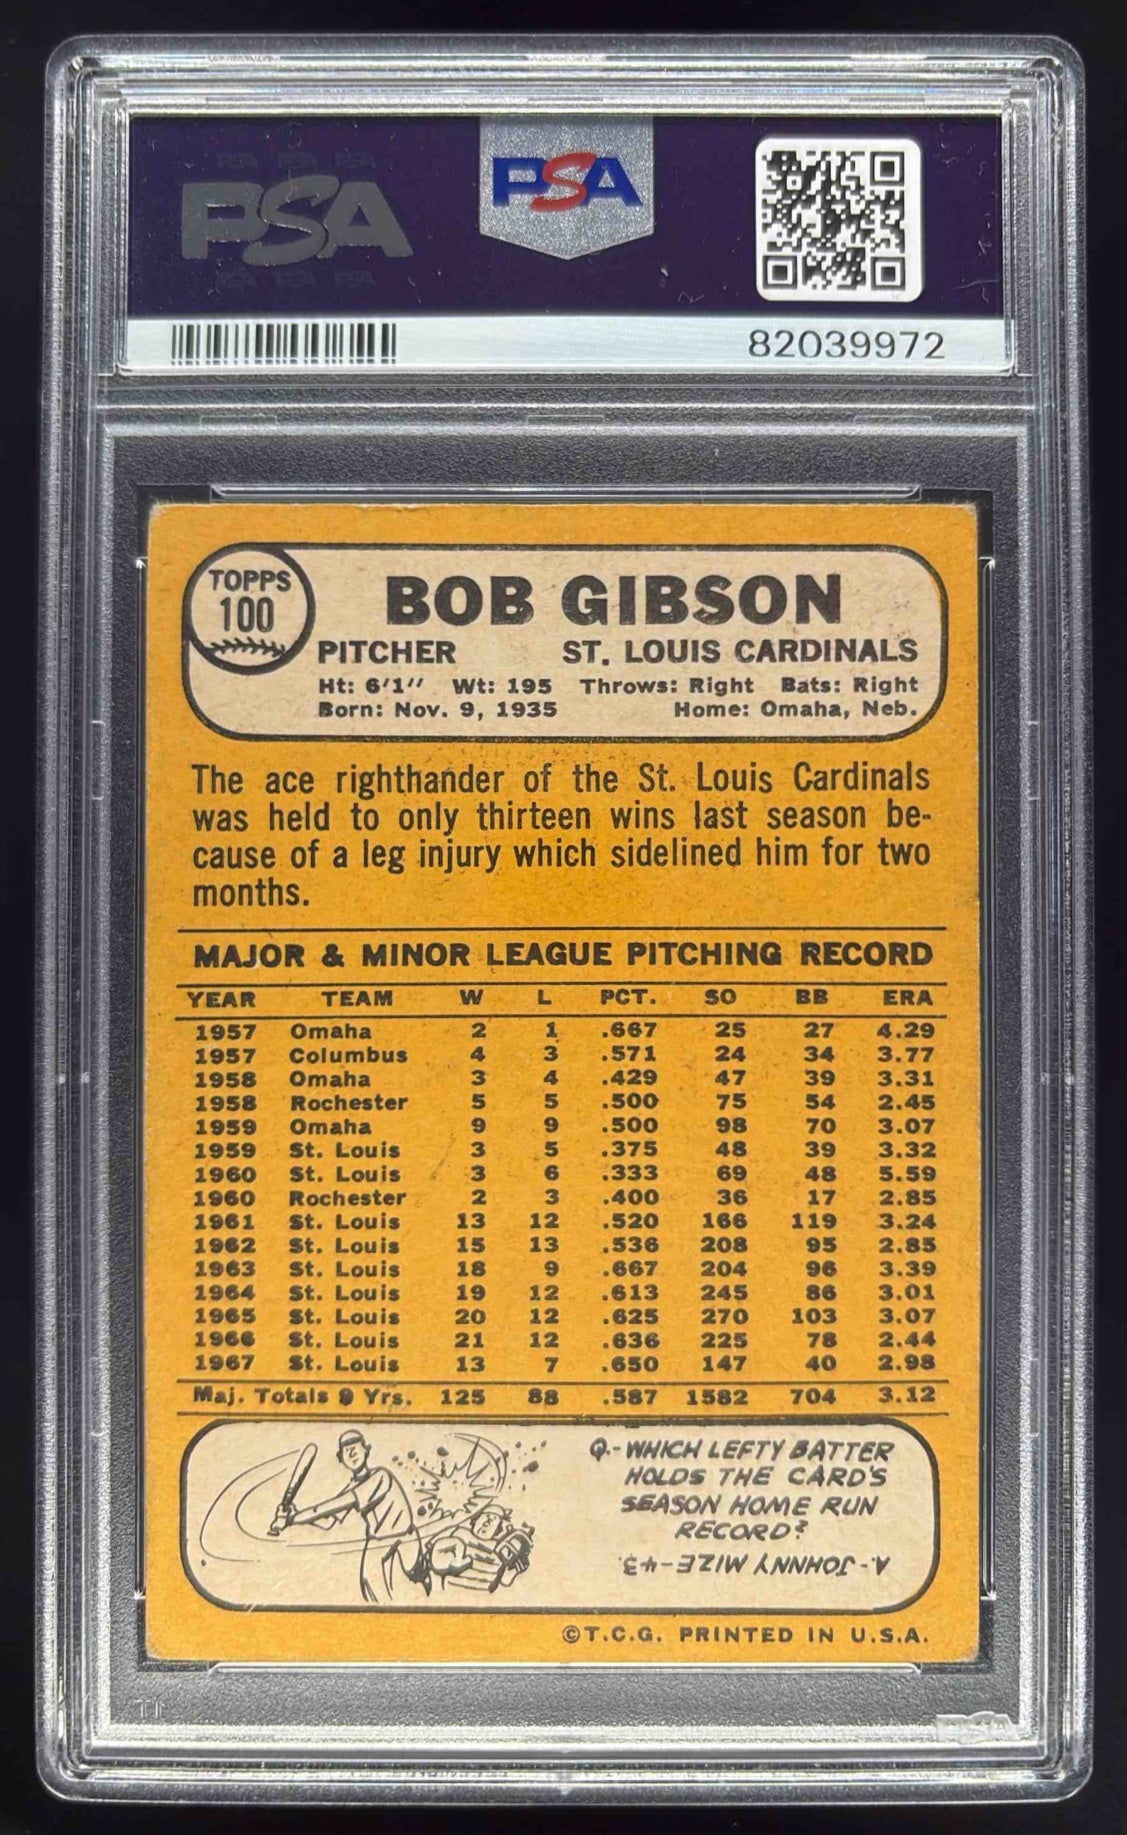 PSA PSA PSA
PSA
PSA PSA PSA
PSA
82039972
TOPPS
100
BOB GIBSON
PITCHER ST. LOUIS CARDINALS
Ht: 6'1" Wt: 195 Throws: Right Bats: Right
Born: Nov. 9, 1935 Home: Omaha, Neb.
The ace righthander of the St. Louis Cardinals
was held to only thirteen wins last season be-
cause of a leg injury which sidelined him for two
months.
MAJOR & MINOR LEAGUE PITCHING RECORD
YEAR TEAM W L PCT. SO BB ERA
1957 Omaha 2 1 .667 25 27 4.29
1957 Columbus 4 3 .571 24 34 3.77
1958 Omaha 3 4 .429 47 39 3.31
1958 Rochester 5 5 .500 75 54 2.45
1959 Omaha 9 9 .500 98 70 3.07
1959 St. Louis 3 5 .375 48 39 3.32
1960 St. Louis 3 6 .333 69 48 5.59
1960 Rochester 2 3 .400 36 17 2.85
1961 St. Louis 13 12 .520 166 119 3.24
1962 St. Louis 15 13 .536 208 95 2.85
1963 St. Louis 18 9 .667 204 96 3.39
1964 St. Louis 19 12 .613 245 86 3.01
1965 St. Louis 20 12 .625 270 103 3.07
1966 St. Louis 21 12 .636 225 78 2.44
1967 St. Louis 13 7 .650 147 40 2.98
Maj. Totals 9 Yrs. 125 88 .587 1582 704 3.12
Q.-WHICH LEFTY BATTER
HOLDS THE CARD'S
SEASON HOME RUN
RECORD?
A.-JOHNNY MIZE-43.
©T.C.G. PRINTED IN U.S.A.
PSA